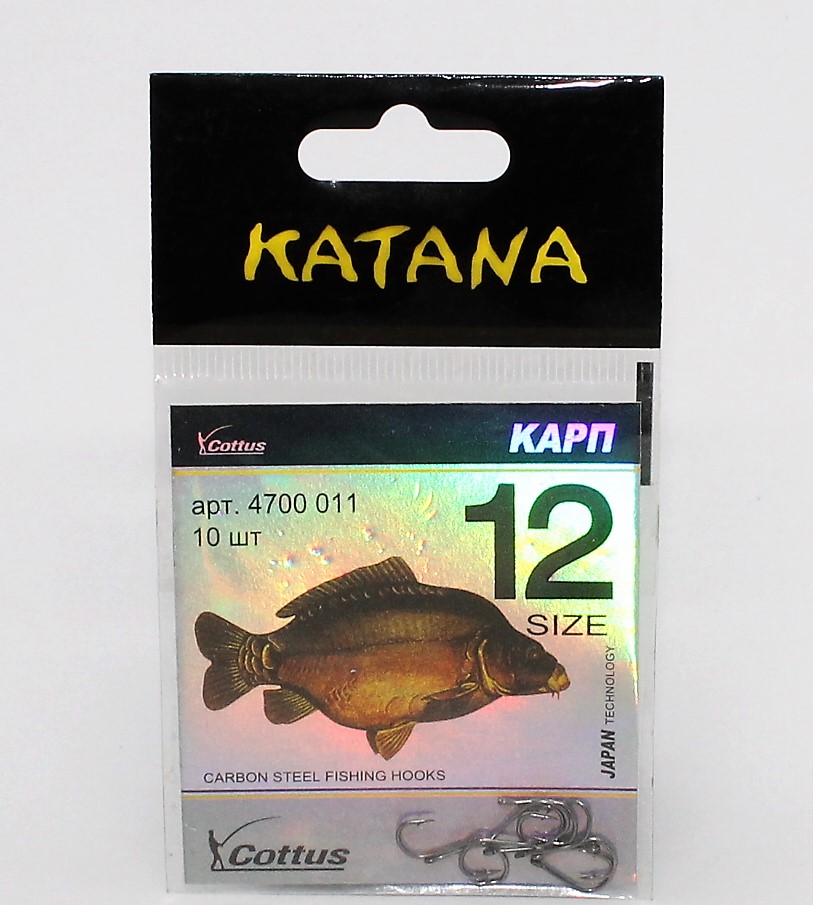 KATANA
Cottus
КАРП
арт. 4700 011
10 шт
12
SIZE
JAPAN TECHNOLOGY
CARBON STEEL FISHING HOOKS
Cottus